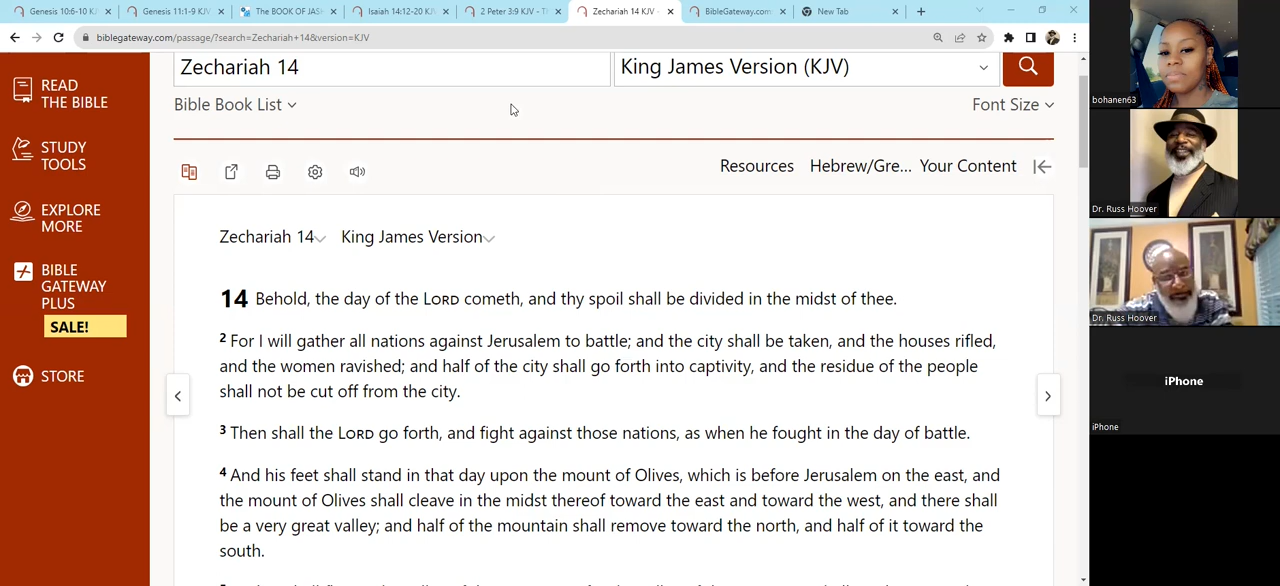 Genesis 10:6-10 KJ
Genesis 11:1-9 KJV
The BOOK OF JAS
Isaiah 14:12-20 KJV
2 Peter 3:9 KJV - T
Zechariah 14 KJV
BibleGateway.com
New Tab
biblegateway.com/passage/?search=Zechariah+14&version=KJV
READ
THE BIBLE
STUDY
TOOLS
EXPLORE
MORE
BIBLE
GATEWAY
PLUS
SALE!
STORE
Zechariah 14
King James Version (KJV)
Bible Book List
Font Size
Resources Hebrew/Gre... Your Content
Zechariah 14 King James Version
14 Behold, the day of the LORD cometh, and thy spoil shall be divided in the midst of thee.
2 For I will gather all nations against Jerusalem to battle; and the city shall be taken, and the houses rifled,
and the women ravished; and half of the city shall go forth into captivity, and the residue of the people
shall not be cut off from the city.
3 Then shall the LORD go forth, and fight against those nations, as when he fought in the day of battle.
4 And his feet shall stand in that day upon the mount of Olives, which is before Jerusalem on the east, and
the mount of Olives shall cleave in the midst thereof toward the east and toward the west, and there shall
be a very great valley; and half of the mountain shall remove toward the north, and half of it toward the
south.
bohanen63
Dr. Russ Hoover
Dr. Russ Hoover
iPhone
iPhone